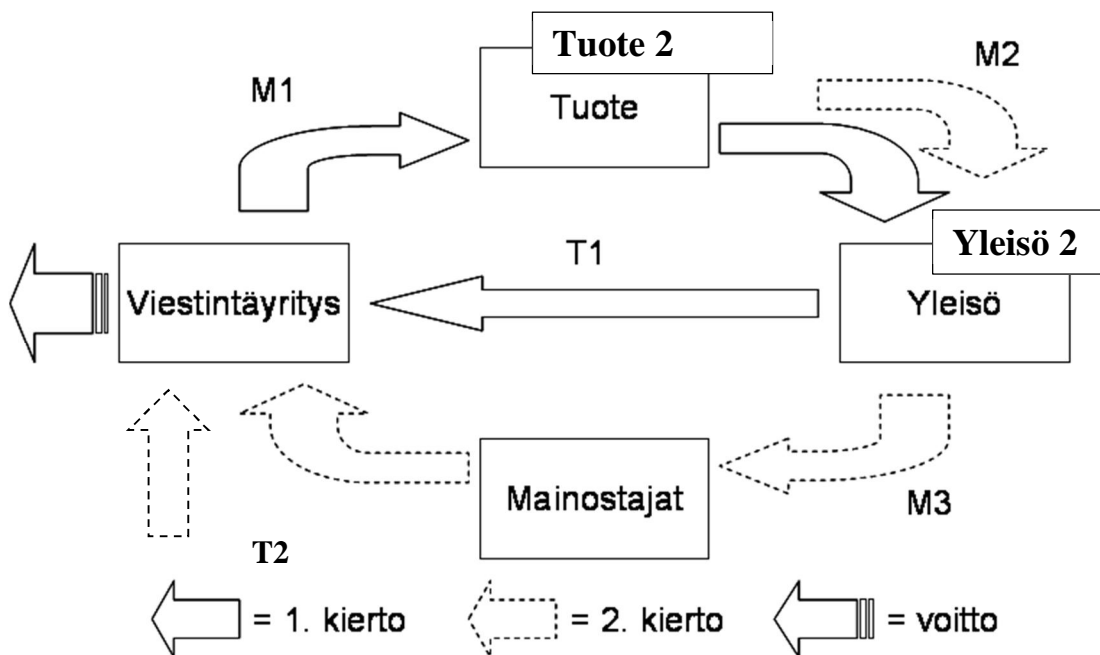 Tuote 2
M2
M1
Tuote
Yleisö 2
T1
Viestintäyritys
Yleisö
Mainostajat
M3
T2
= 1. kierto
= 2. kierto
= voitto